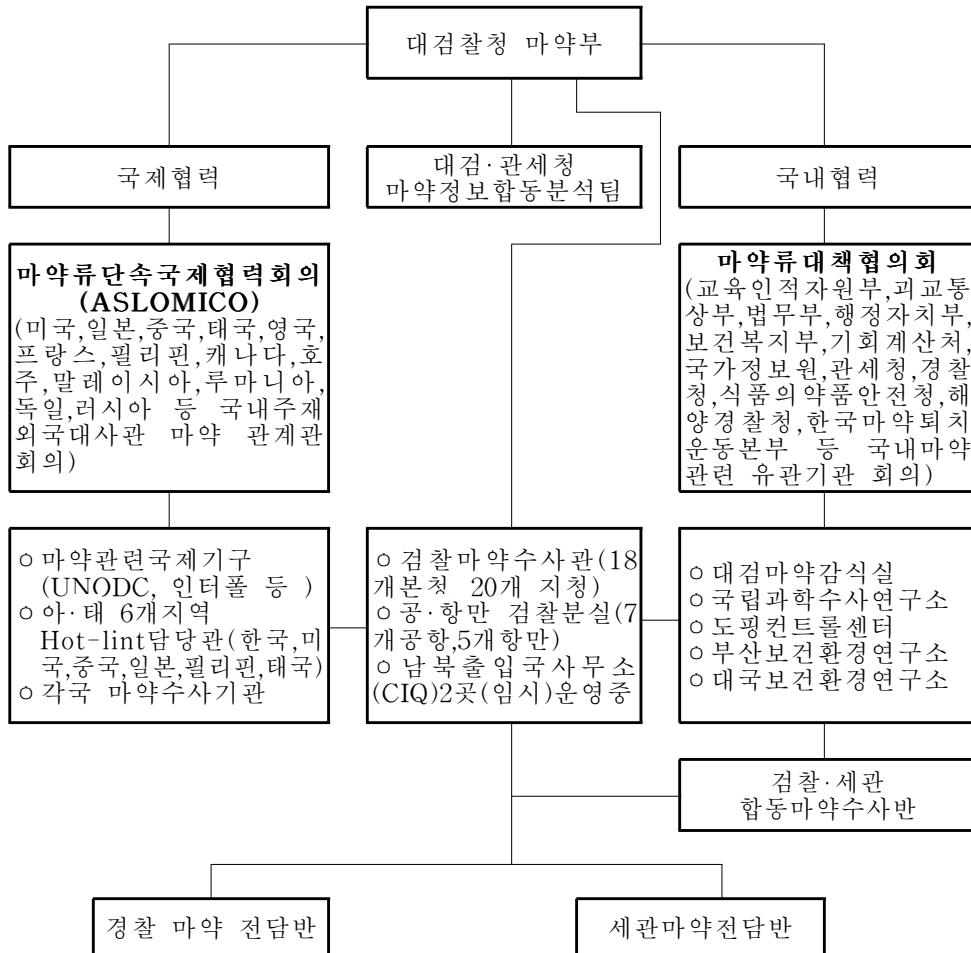 대검찰청 마약부
국제협력
대검·관세청
마약정보합동분석팀
국내협력
마약류단속국제협력회의
(ASLOMICO)
(미국,일본,중국,태국,영국,
프랑스,필리핀,캐나다,호
주,말레이시아,루마니아,
독일,러시아 등 국내주재
외국대사관 마약 관계관
회의)
마약류대책협의회
(교육인적자원부,괴교통
상부,법무부,행정자치부,
보건복지부,기회계산처,
국가정보원,관세청,경찰
청,식품의약품안전청,해
양경찰청,한국마약퇴치
운동본부 등 국내마약
관련 유관기관 회의)
○ 마약관련국제기구
(UNODC, 인터폴 등 )
○ 아·태 6개지역
Hot-lint담당관(한국,미
국,중국,일본,필리핀,태국)
○ 각국 마약수사기관
○ 검찰마약수사관(18
개본청 20개 지청)
○ 공·항만 검찰분실(7
개공항,5개항만)
○ 남북출입국사무소
(CIQ)2곳(임시)운영중
○ 대검마약감식실
○ 국립과학수사연구소
○ 도핑컨트롤센터
○ 부산보건환경연구소
○ 대국보건환경연구소
검찰·세관
합동마약수사반
경찰 마약 전담반
세관마약전담반